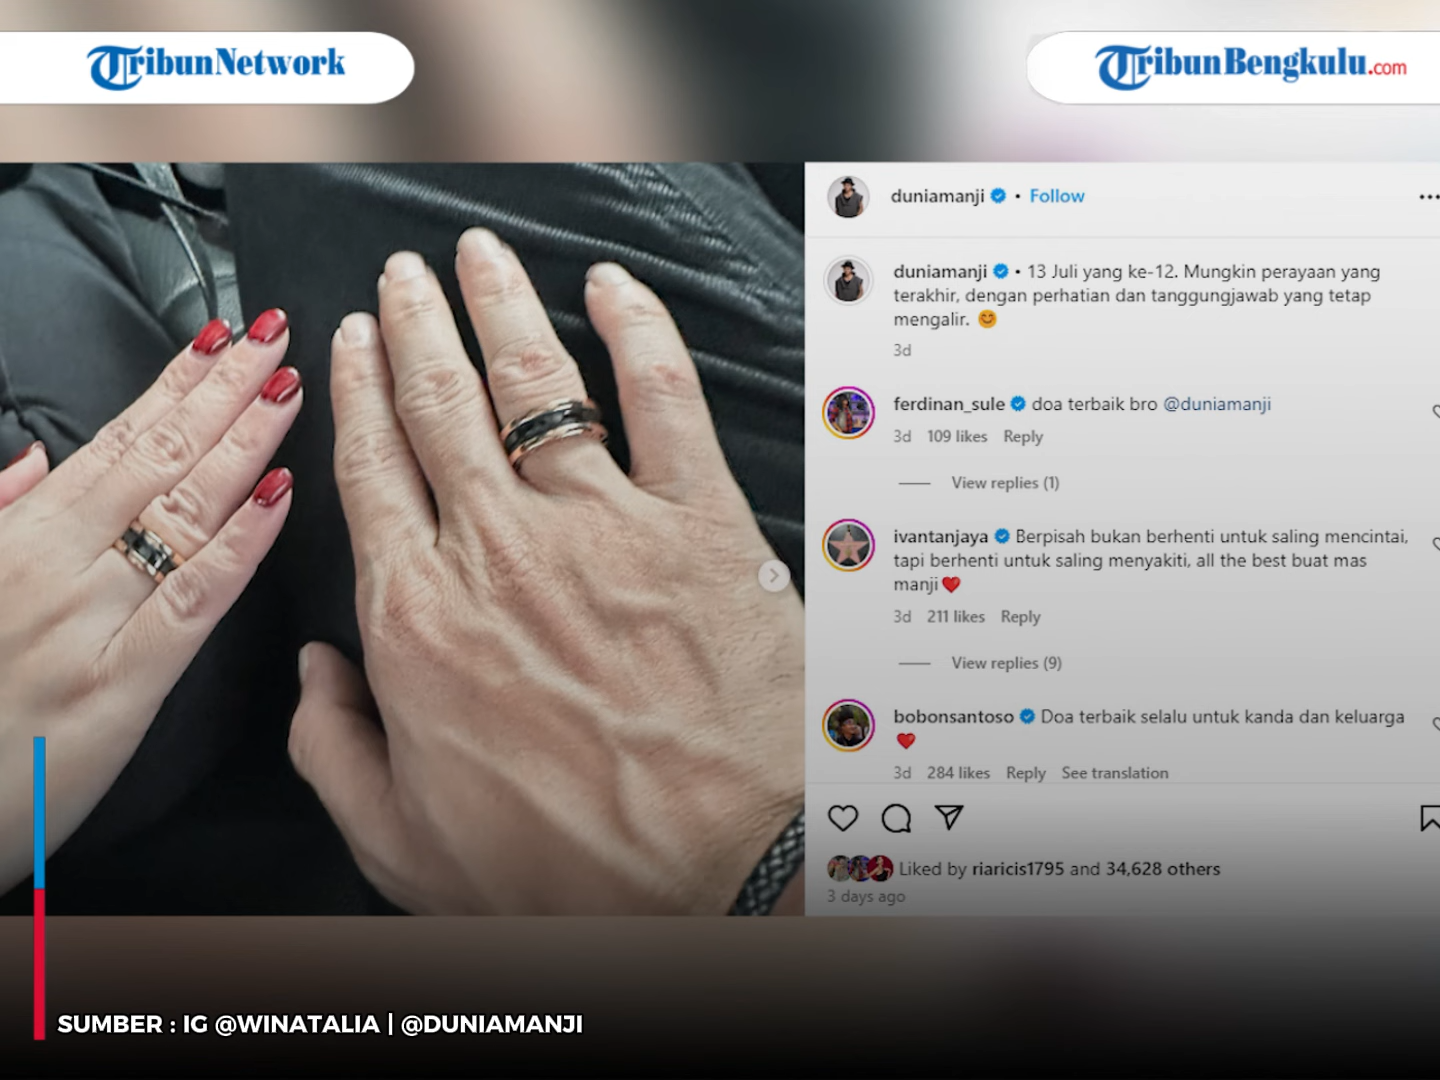 TribunNetwork
TribunBengkulu.com
duniamanji • Follow
duniamanji • 13 Juli yang ke-12. Mungkin perayaan yang
terakhir, dengan perhatian dan tanggungjawab yang tetap
mengalir. 😊
3d
ferdinan_sule doa terbaik bro @duniamanji
3d 109 likes Reply
View replies (1)
ivantanjaya Berpisah bukan berhenti untuk saling mencintai,
tapi berhenti untuk saling menyakiti, all the best buat mas
manji❤️
3d 211 likes Reply
View replies (9)
bobonsantoso Doa terbaik selalu untuk kanda dan keluarga
❤️
3d 284 likes Reply See translation
Liked by riaricis1795 and 34,628 others
3 days ago
SUMBER : IG @WINATALIA | @DUNIAMANJI